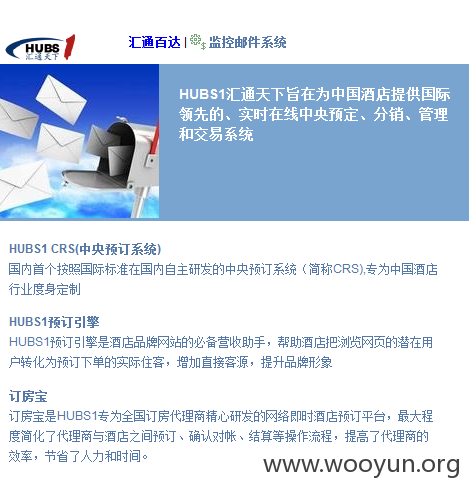 HUBS1
汇通天下
汇通百达 | $ 监控邮件系统
HUBS1汇通天下旨在为中国酒店提供国际
领先的、实时在线中央预定、分销、管理
和交易系统
HUBS1 CRS(中央预订系统)
国内首个按照国际标准在国内自主研发的中央预订系统（简称CRS),专为中国酒店
行业度身定制
HUBS1预订引擎
HUBS1预订引擎是酒店品牌网站的必备营收助手，帮助酒店把浏览网页的潜在用
户转化为预订下单的实际住客，增加直接客源，提升品牌形象
订房宝
订房宝是HUBS1专为全国订房代理商精心研发的网络即时酒店预订平台，最大程
度简化了代理商与酒店之间预订、确认对帐、结算等操作流程，提高了代理商的
效率，节省了人力和时间。
www.wooyun.org